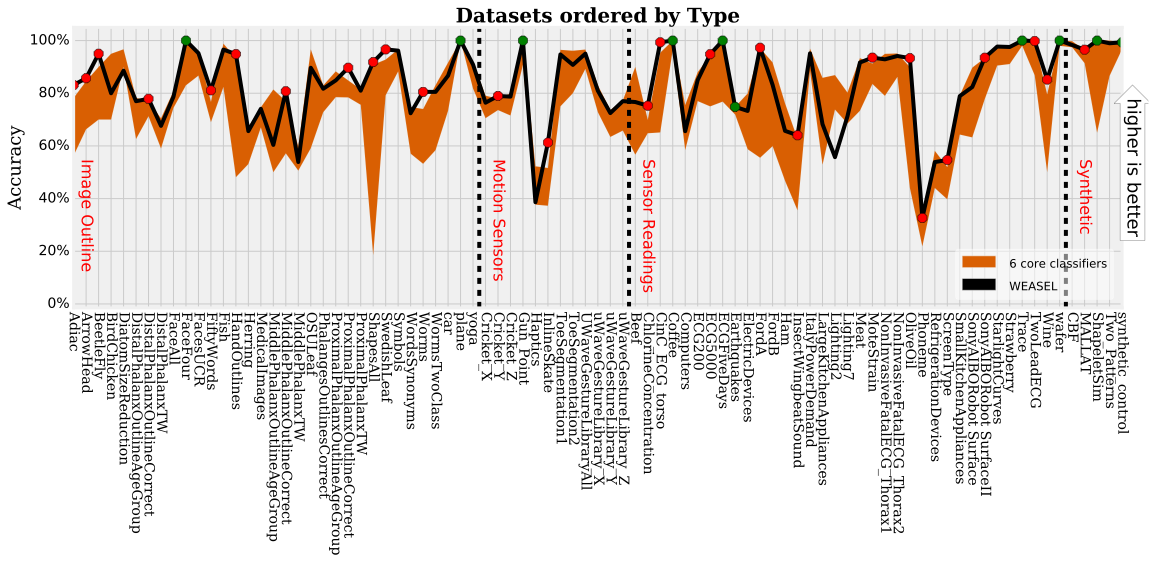 Datasets ordered by Type
Accuracy
100%
80%
60%
40%
20%
0%
Image Outline
Motion Sensors
Sensor Readings
Synthetic
higher is better
6 core classifiers
WEASEL
Adiac
ArrowHead
BeetleFly
BirdChicken
DiatomSizeReduction
DistalPhalanxOutlineAgeGroup
DistalPhalanxOutlineCorrect
DistalPhalanxTW
FaceAll
FaceFour
FacesUCR
FiftyWords
Fish
HandOutlines
Herring
MedicalImages
MiddlePhalanxOutlineAgeGroup
MiddlePhalanxOutlineCorrect
MiddlePhalanxTW
OSULeaf
PhalangesOutlinesCorrect
ProximalPhalanxOutlineAgeGroup
ProximalPhalanxOutlineCorrect
ProximalPhalanxTW
ShapesAll
SwedishLeaf
Symbols
WordsSynonyms
Worms
WormsTwoClass
car
plane
yoga
Cricket_X
Cricket_Y
Cricket_Z
Gun_Point
Haptics
InlineSkate
ToeSegmentation1
ToeSegmentation2
UWaveGestureLibraryAll
uWaveGestureLibrary_X
uWaveGestureLibrary_Y
uWaveGestureLibrary_Z
Beef
ChlorineConcentration
CinC_ECG_torso
Coffee
Computers
ECG200
ECG5000
ECGFiveDays
Earthquakes
ElectricDevices
FordA
FordB
Ham
InsectWingbeatSound
ItalyPowerDemand
LargeKitchenAppliances
Lighting2
Lighting7
Meat
MoteStrain
NonInvasiveFatalECG_Thorax1
NonInvasiveFatalECG_Thorax2
OliveOil
Phoneme
RefrigerationDevices
ScreenType
SmallKitchenAppliances
SonyAIBORobot Surface
SonyAIBORobot SurfaceII
StarlightCurves
Strawberry
Trace
TwoLeadECG
Wine
wafer
CBF
MALLAT
ShapeletSim
Two_Patterns
synthetic_control